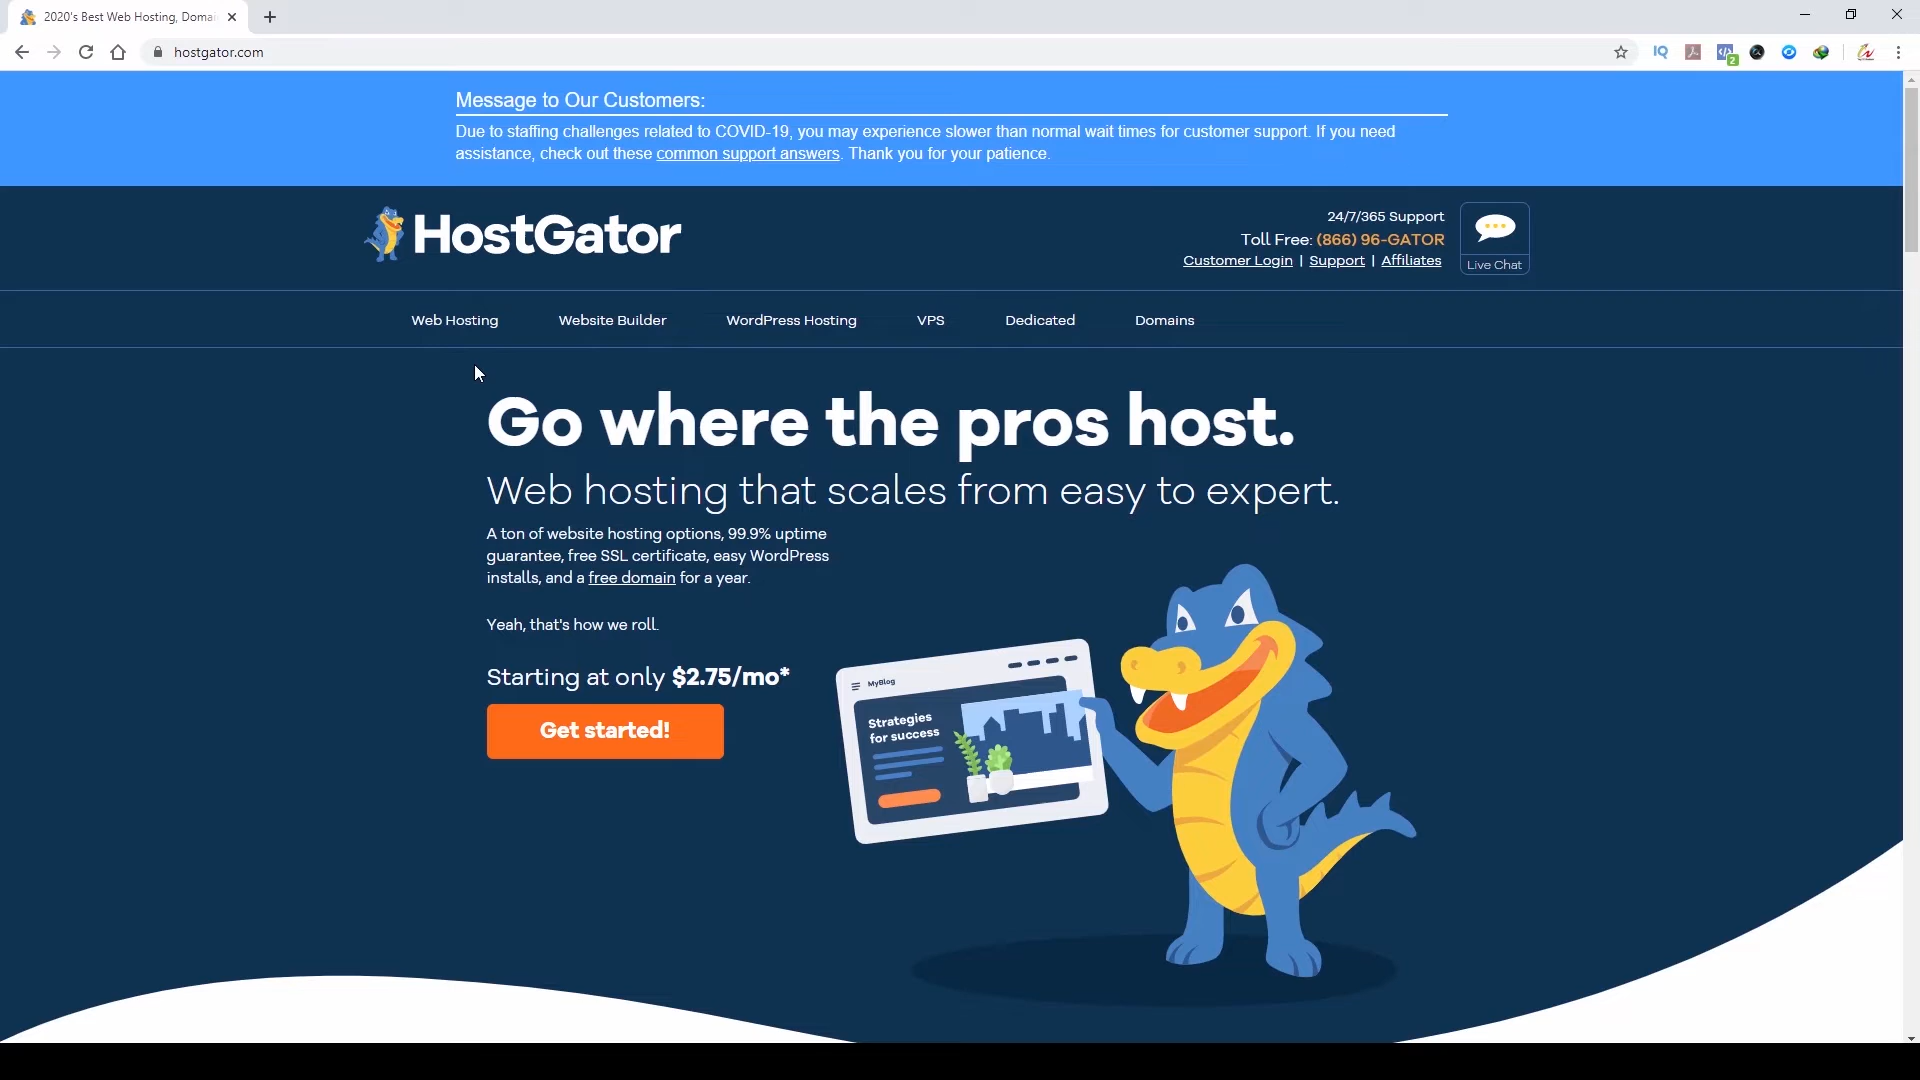 2020's Best Web Hosting, Domai
hostgator.com
IQ
2
Message to Our Customers:
Due to staffing challenges related to COVID-19, you may experience slower than normal wait times for customer support. If you need
assistance, check out these common support answers. Thank you for your patience.
HostGator
24/7/365 Support
Toll Free: (866) 96-GATOR
Customer Login | Support | Affiliates
Live Chat
Web Hosting Website Builder WordPress Hosting VPS Dedicated Domains
Go where the pros host.
Web hosting that scales from easy to expert.
A ton of website hosting options, 99.9% uptime
guarantee, free SSL certificate, easy WordPress
installs, and a free domain for a year.
Yeah, that's how we roll.
Starting at only $2.75/mo*
Get started!
MyBlog
Strategies
for success